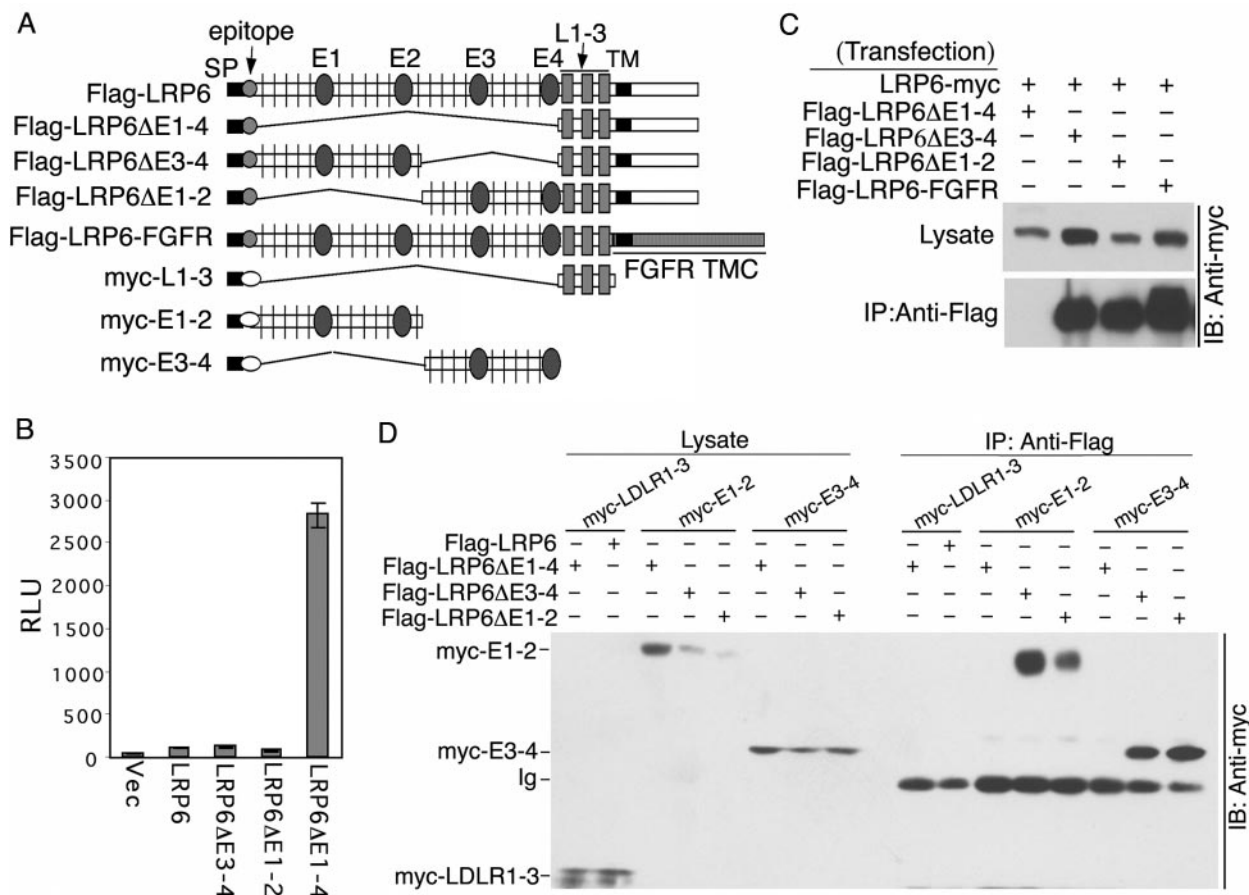 A
epitope
L1-3
SP E1 E2 E3 E4 TM
Flag-LRP6
Flag-LRP6ΔE1-4
Flag-LRP6ΔE3-4
Flag-LRP6ΔE1-2
Flag-LRP6-FGFR
FGFR TMC
myc-L1-3
myc-E1-2
myc-E3-4
B
RLU
3500
3000
2500
2000
1500
1000
500
0
Vec
LRP6
LRP6ΔE3-4
LRP6ΔE1-2
LRP6ΔE1-4
C
(Transfection)
LRP6-myc + + + +
Flag-LRP6ΔE1-4 + − − −
Flag-LRP6ΔE3-4 − + − −
Flag-LRP6ΔE1-2 − − + −
Flag-LRP6-FGFR − − − +
Lysate
IP:Anti-Flag
IB: Anti-myc
D
Lysate IP: Anti-Flag
myc-LDLR1-3 myc-E1-2 myc-E3-4 myc-LDLR1-3 myc-E1-2 myc-E3-4
Flag-LRP6 − + − − − − − − − + − − − − − −
Flag-LRP6ΔE1-4 + − + − − + − − + − + − − + − −
Flag-LRP6ΔE3-4 − − − + − − + − − − − + − − + −
Flag-LRP6ΔE1-2 − − − − + − − + − − − − + − − +
myc-E1-2
myc-E3-4
Ig
myc-LDLR1-3
IB: Anti-myc